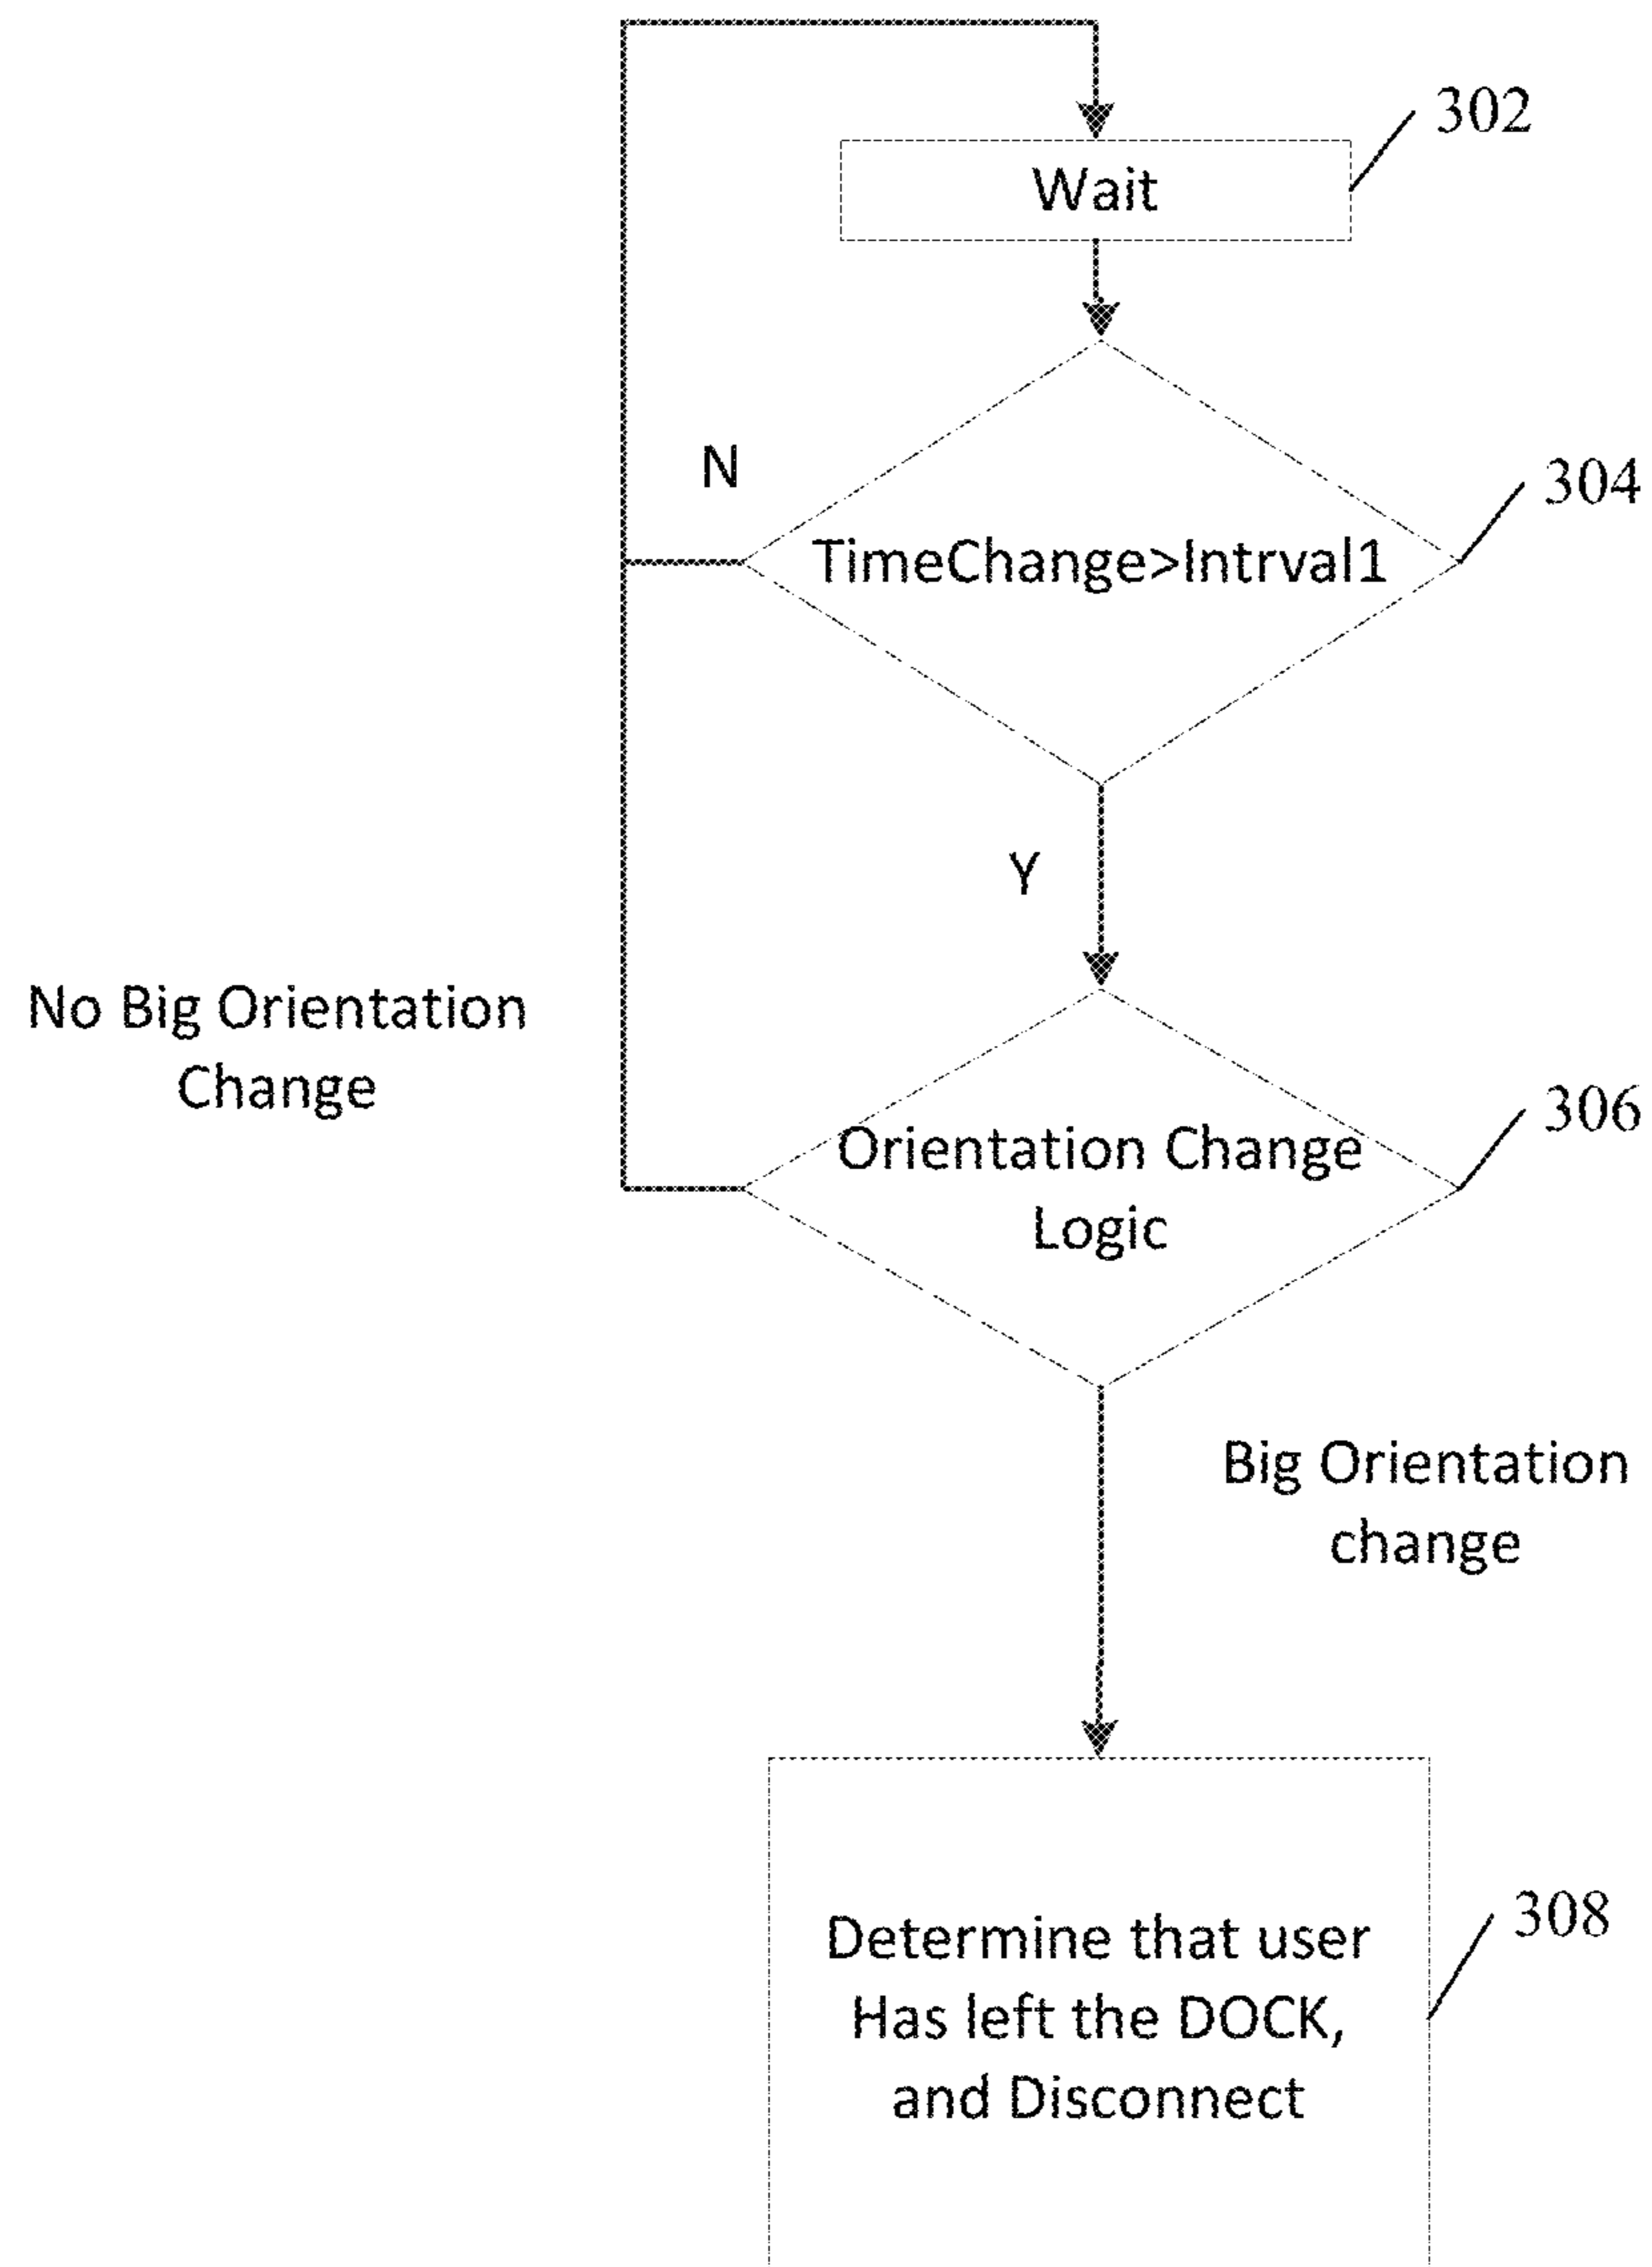 302
Wait
N
304
TimeChange>Intrval1
Y
No Big Orientation
Change
306
Orientation Change
Logic
Big Orientation
change
308
Determine that user
Has left the DOCK,
and Disconnect